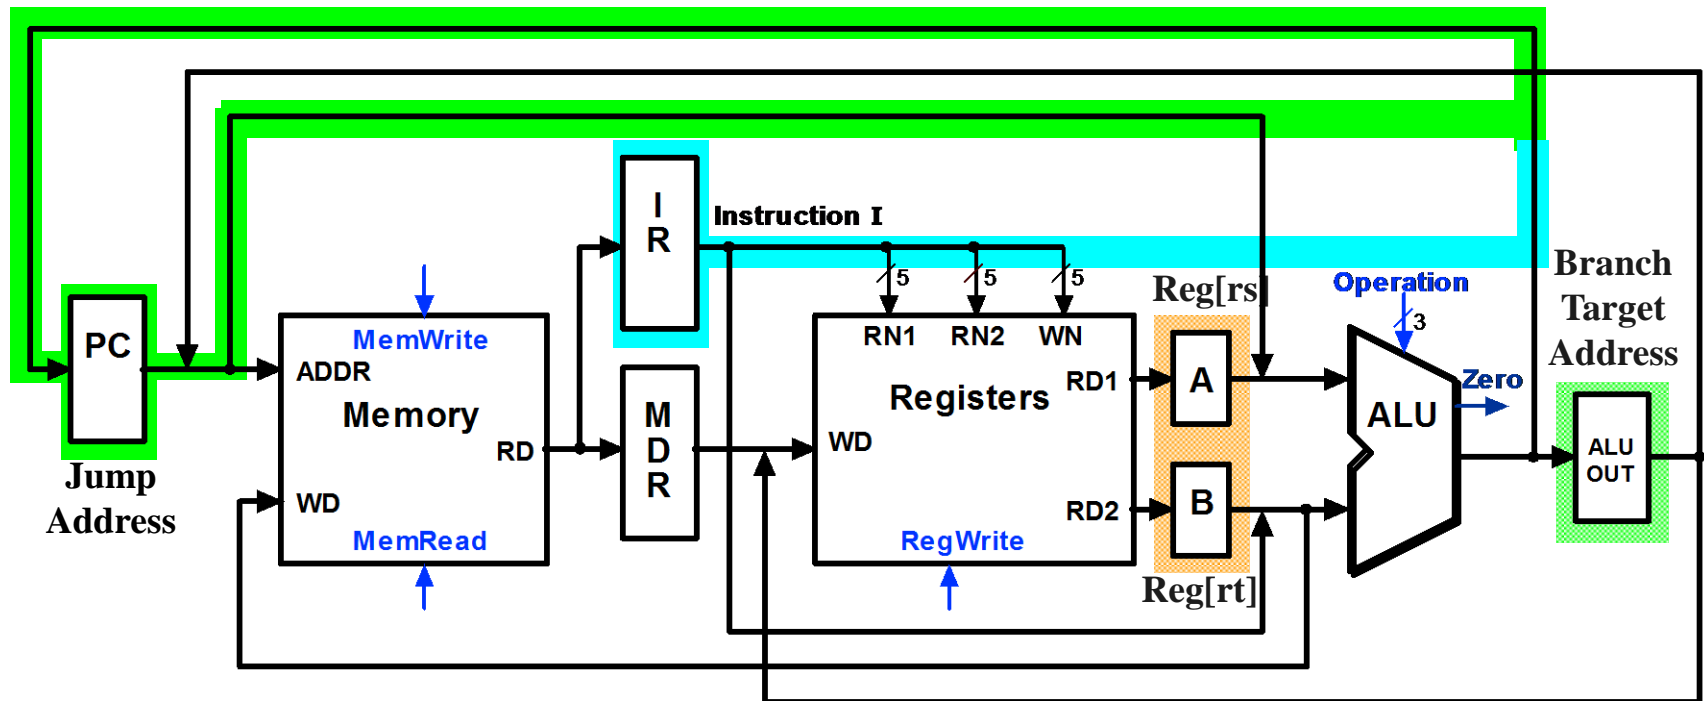 I
R
Instruction I
5
5
5
Reg[rs]
Operation
3
Branch
Target
Address
PC
MemWrite
ADDR
Memory
RD
WD
MemRead
M
D
R
RN1
RN2
WN
RD1
Registers
WD
RD2
RegWrite
A
B
Reg[rt]
ALU
Zero
ALU
OUT
Jump
Address